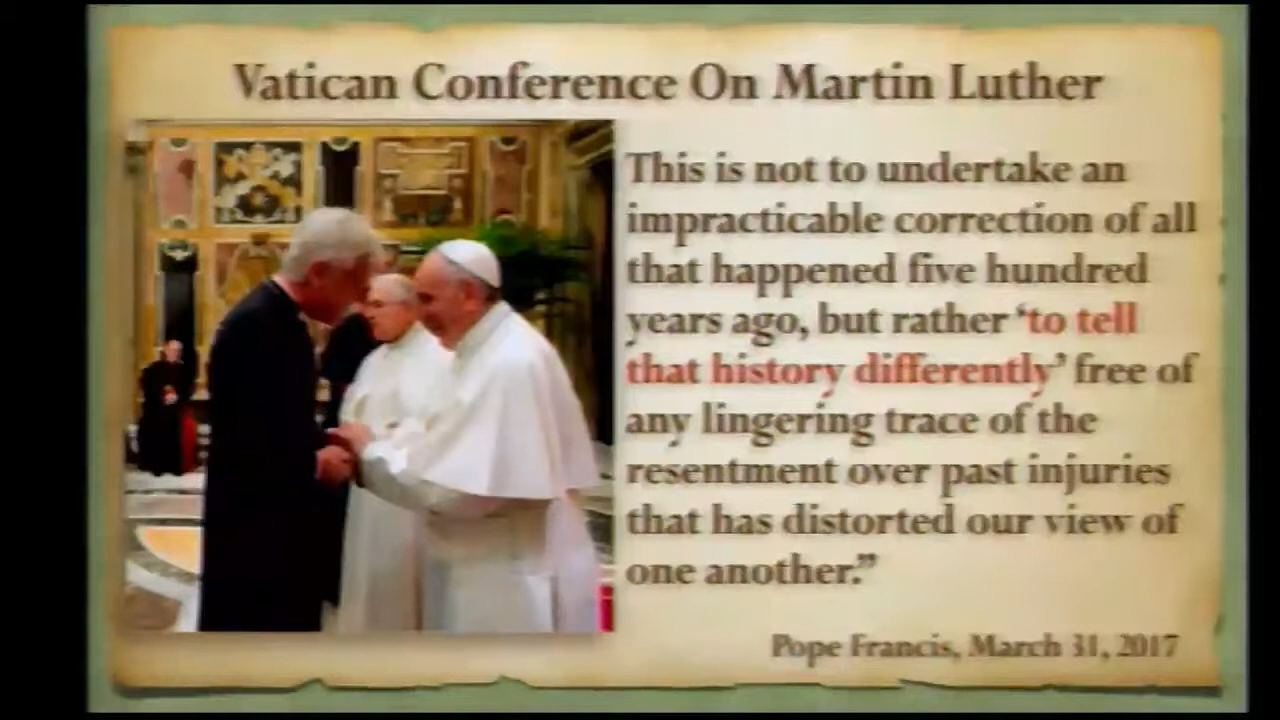 Vatican Conference On Martin Luther
This is not to undertake an
impracticable correction of all
that happened five hundred
years ago, but rather ‘to tell
that history differently’ free of
any lingering trace of the
resentment over past injuries
that has distorted our view of
one another.”
Pope Francis, March 31, 2017